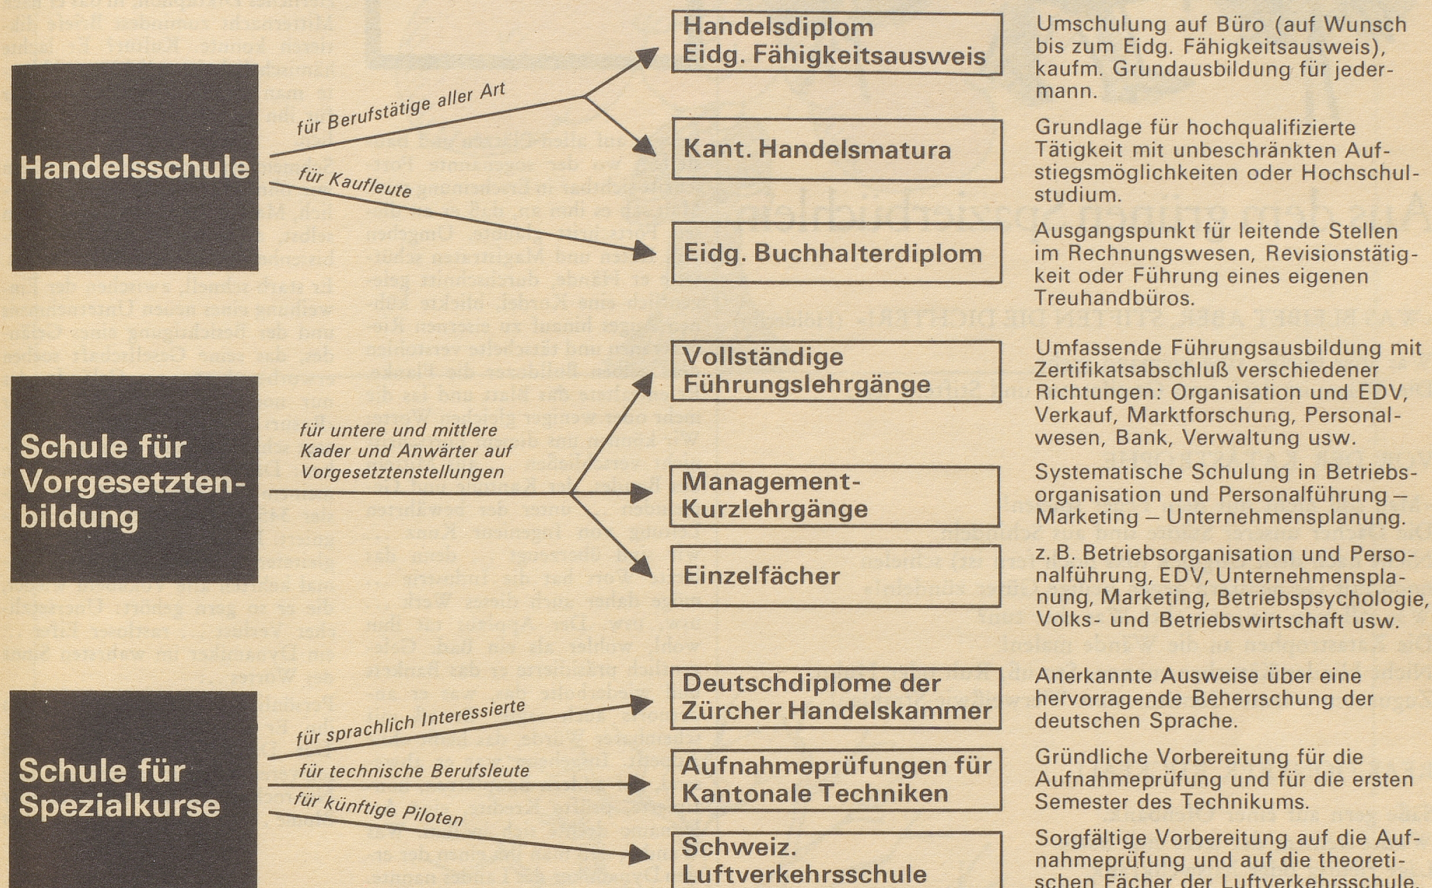 Handelsschule
für Berufstätige aller Art
für Kaufleute
Handelsdiplom
Eidg. Fähigkeitsausweis
Umschulung auf Büro (auf Wunsch
bis zum Eidg. Fähigkeitsausweis),
kaufm. Grundausbildung für jeder-
mann.
Kant. Handelsmatura
Grundlage für hochqualifizierte
Tätigkeit mit unbeschränkten Auf-
stiegsmöglichkeiten oder Hochschul-
studium.
Eidg. Buchhalterdiplom
Ausgangspunkt für leitende Stellen
im Rechnungswesen, Revisionstätig-
keit oder Führung eines eigenen
Treuhandbüros.
Schule für
Vorgesetzten-
bildung
für untere und mittlere
Kader und Anwärter auf
Vorgesetztenstellungen
Vollständige
Führungslehrgänge
Umfassende Führungsausbildung mit
Zertifikatsabschluß verschiedener
Richtungen: Organisation und EDV,
Verkauf, Marktforschung, Personal-
wesen, Bank, Verwaltung usw.
Management-
Kurzlehrgänge
Systematische Schulung in Betriebs-
organisation und Personalführung –
Marketing – Unternehmensplanung.
Einzelfächer
z. B. Betriebsorganisation und Perso-
nalführung, EDV, Unternehmenspla-
nung, Marketing, Betriebspsychologie,
Volks- und Betriebswirtschaft usw.
Schule für
Spezialkurse
für sprachlich Interessierte
für technische Berufsleute
für künftige Piloten
Deutschdiplome der
Zürcher Handelskammer
Anerkannte Ausweise über eine
hervorragende Beherrschung der
deutschen Sprache.
Aufnahmeprüfungen für
Kantonale Techniken
Gründliche Vorbereitung für die
Aufnahmeprüfung und für die ersten
Semester des Technikums.
Schweiz.
Luftverkehrsschule
Sorgfältige Vorbereitung auf die Auf-
nahmeprüfung und auf die theoreti-
schen Fächer der Luftverkehrsschule.